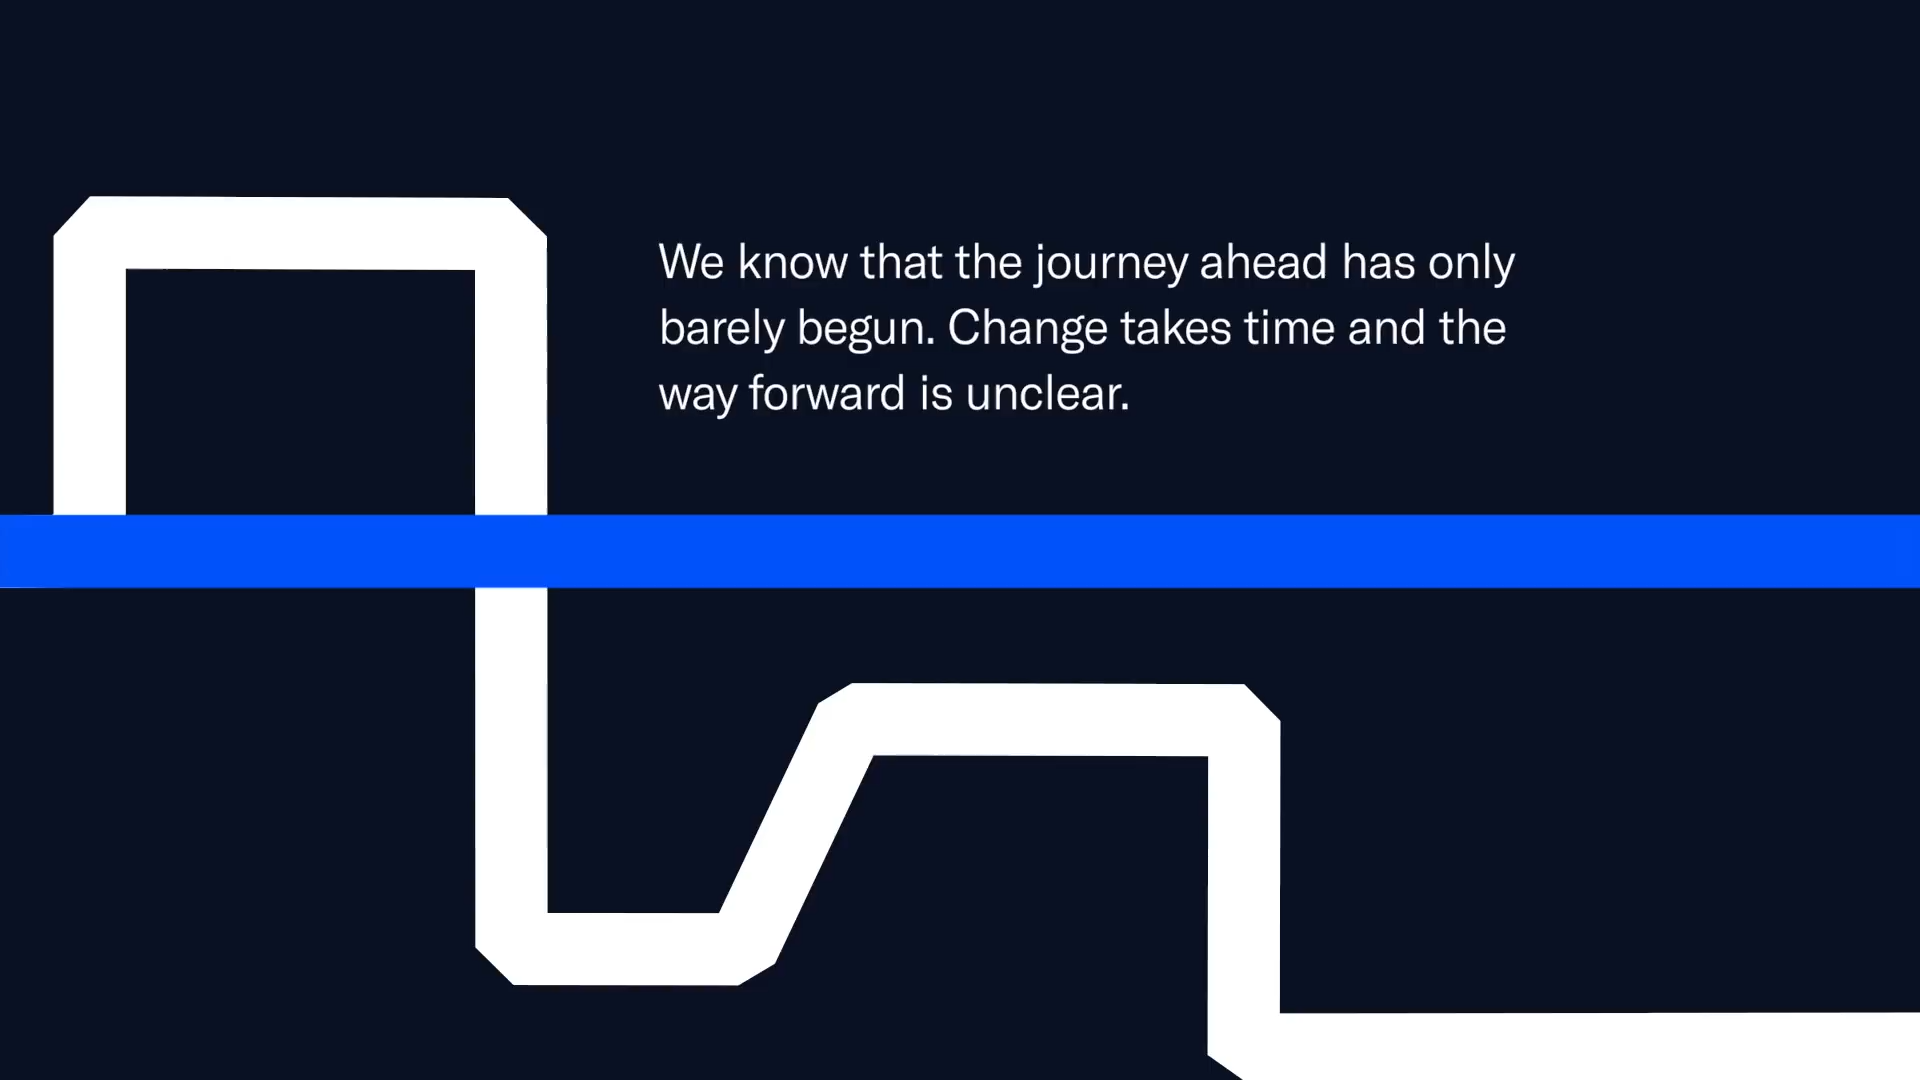 We know that the journey ahead has only
barely begun. Change takes time and the
way forward is unclear.